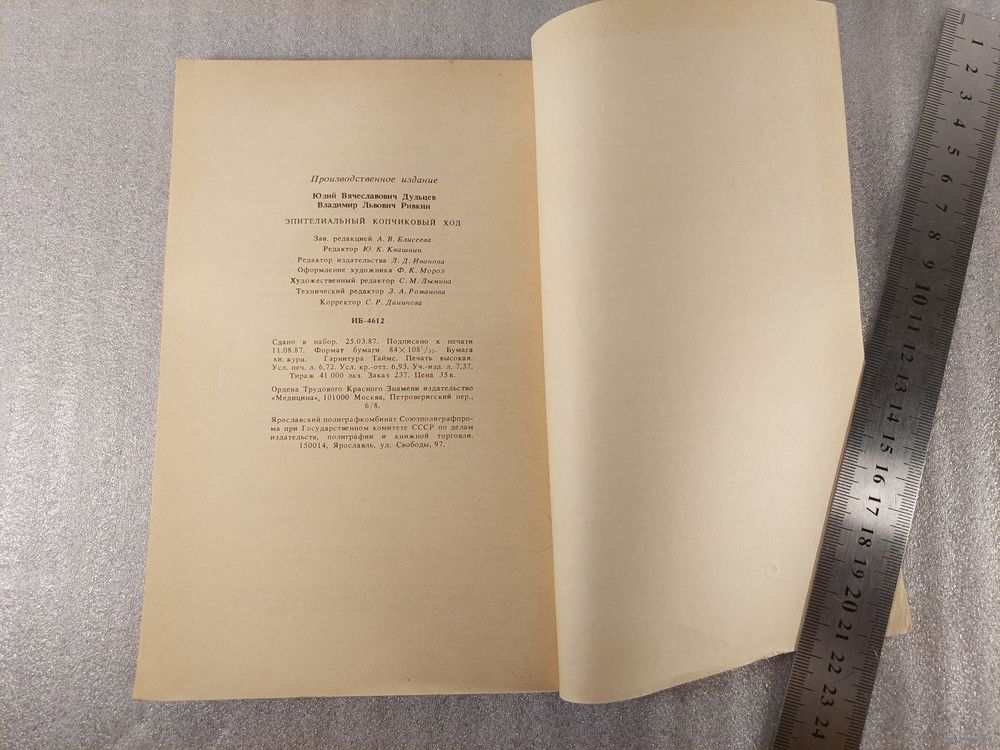 Производственное издание
Юлий Вячеславович Дульцев
Владимир Львович Ривкин
ЭПИТЕЛИАЛЬНЫЙ КОПЧИКОВЫЙ ХОД
Зав. редакцией А. В. Блисеева
Редактор Ю. К. Квашнин
Редактор издательства Л. Д. Иванова
Оформление художника Ф. К. Мороз
Художественный редактор С. М. Лымина
Технический редактор З. А. Романова
Корректор С. Р. Даничева
ИБ-4612
Сдано в набор. 25.03.87. Подписано к печати
11.08.87. Формат бумаги 84×108 1/32. Бумага
кн. журн. Гарнитура Таймс. Печать высокая.
Усл. печ. л. 6,72. Усл. кр.-отт. 6,93. Уч.-изд. л. 7,37.
Тираж 41 000 экз. Заказ 237. Цена 35 к.
Ордена Трудового Красного Знамени издательство
«Медицина», 101000 Москва, Петроверигский пер.,
6/8.
Ярославский полиграфкомбинат Союзполиграфпро-
ма при Государственном комитете СССР по делам
издательств, полиграфии и книжной торговли.
150014, Ярославль, ул. Свободы, 97.
1
2
3
4
5
6
7
8
9
10
11
12
13
14
15
16
17
18
19
20
21
22
23
24